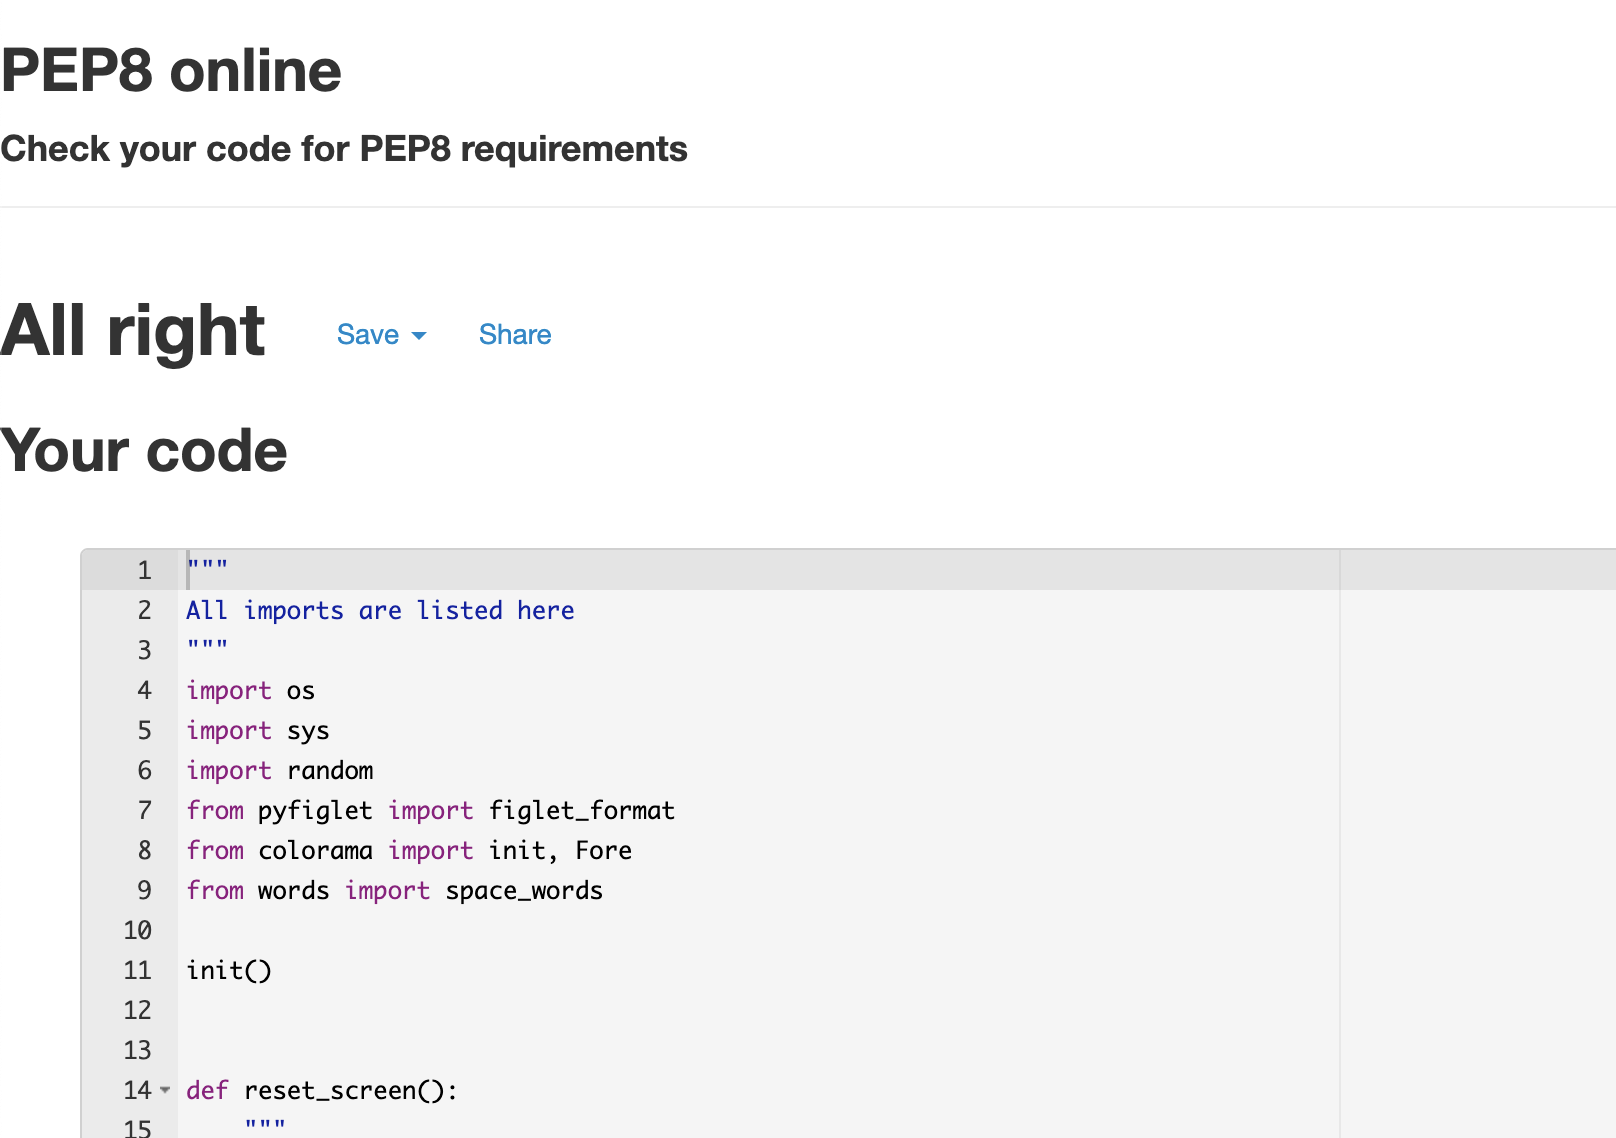 PEP8 online
Check your code for PEP8 requirements
All right
Save
Share
Your code
1 """
2 All imports are listed here
3 """
4 import os
5 import sys
6 import random
7 from pyfiglet import figlet_format
8 from colorama import init, Fore
9 from words import space_words
10
11 init()
12
13
14 def reset_screen():
15     """